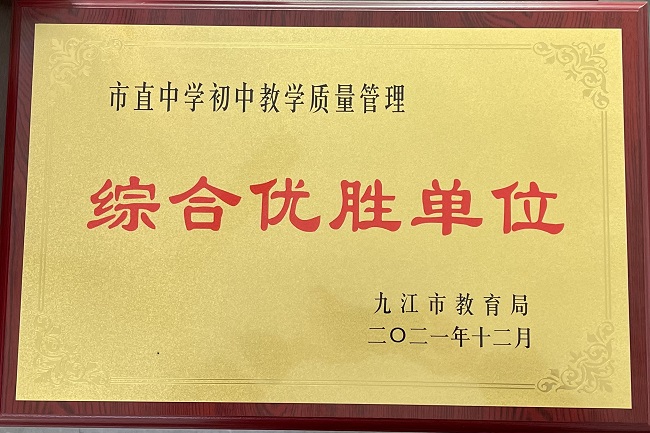 市直中学初中教学质量管理
综合优胜单位
九江市教育局
二〇二一年十二月